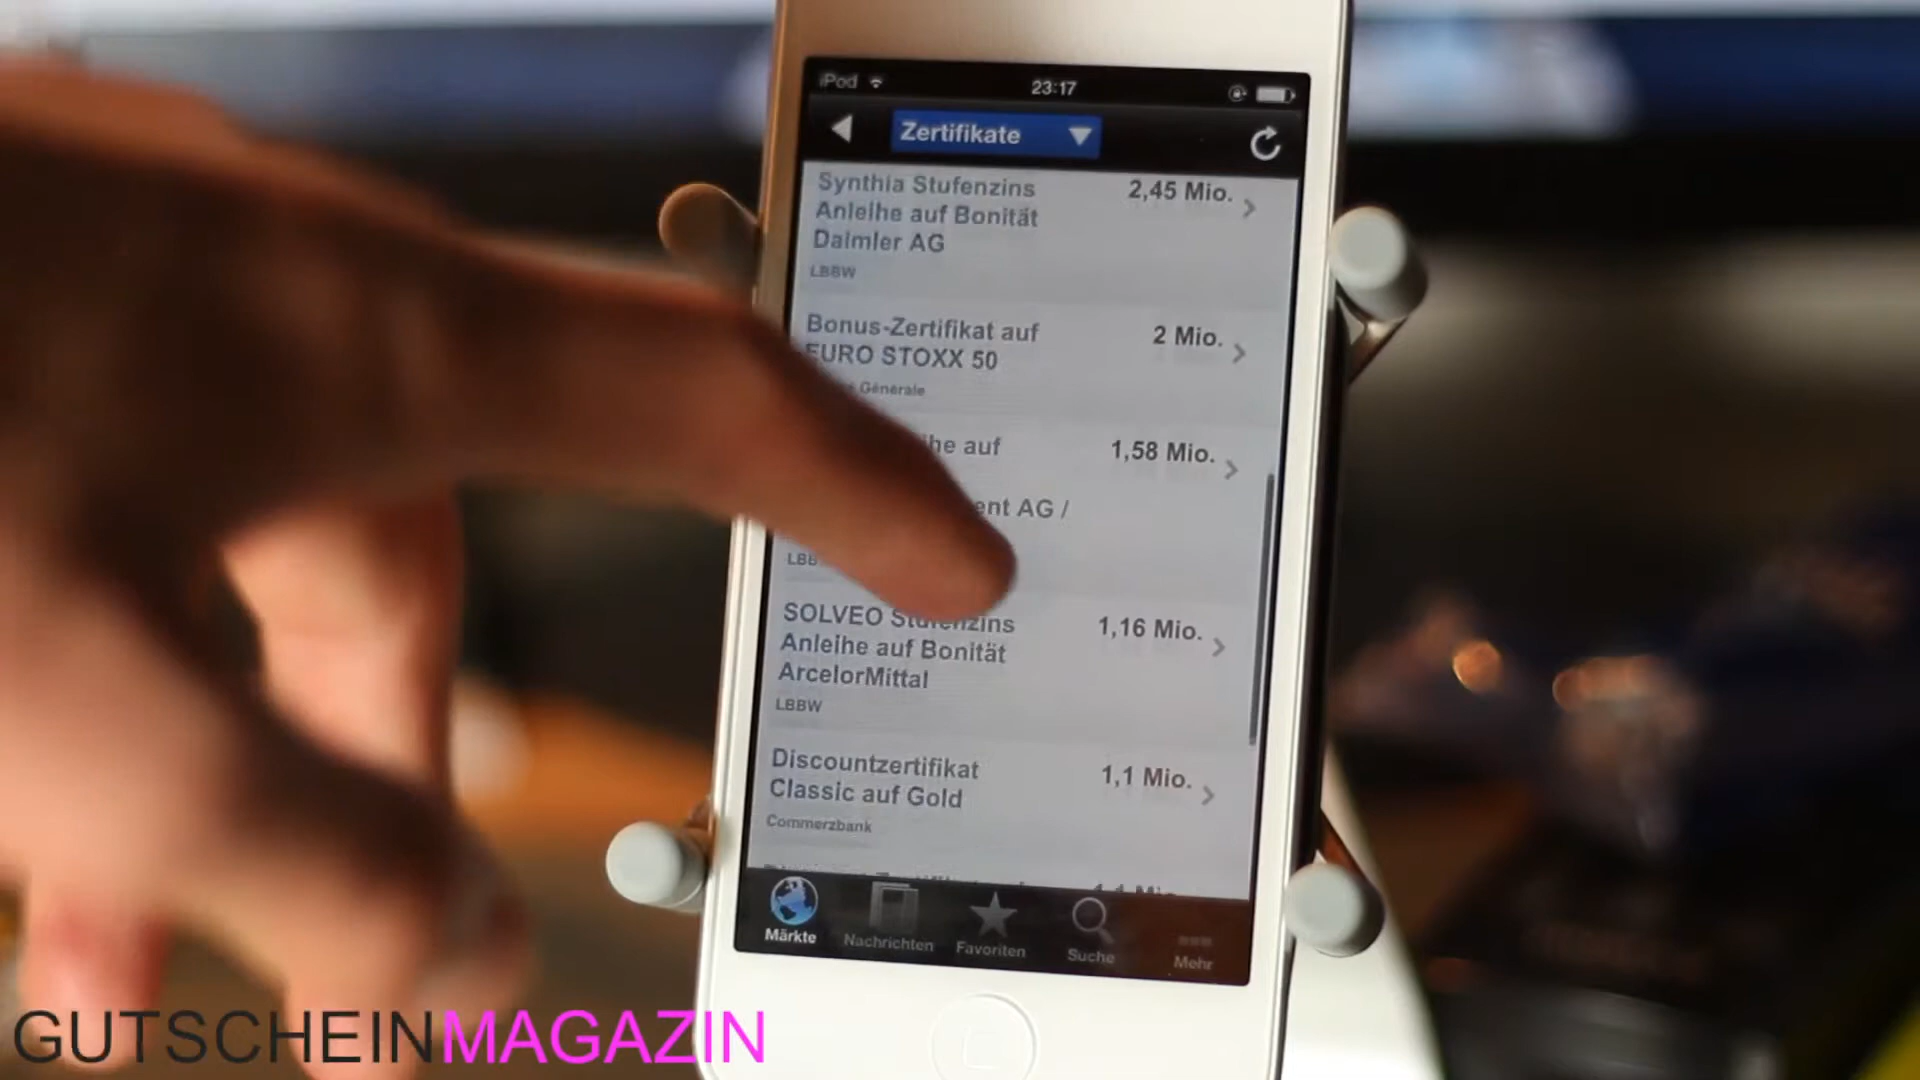 iPod
23:17
Zertifikate
Synthia Stufenzins 2,45 Mio.
Anleihe auf Bonität
Daimler AG
LBBW
Bonus-Zertifikat auf 2 Mio.
EURO STOXX 50
Générale
auf 1,58 Mio.
AG /
SOLVEO Stufenzins 1,16 Mio.
Anleihe auf Bonität
ArcelorMittal
LBBW
Discountzertifikat 1,1 Mio.
Classic auf Gold
Commerzbank
Märkte Nachrichten Favoriten Suche Mehr
GUTSCHEINMAGAZIN